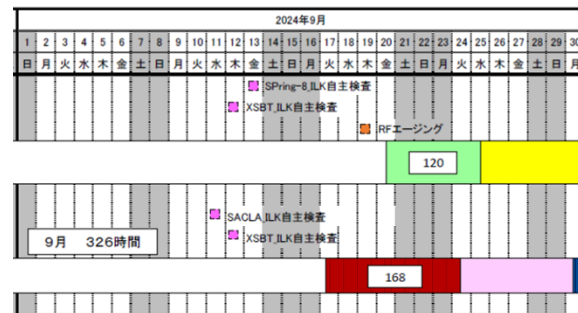 2024年9月
1 2 3 4 5 6 7 8 9 10 11 12 13 14 15 16 17 18 19 20 21 22 23 24 25 26 27 28 29 30
日 月 火 水 木 金 土 日 月 火 水 木 金 土 日 月 火 水 木 金 土 日 月 火 水 木 金 土 日 月
SPring-8_ILK自主検査
XSBT_ILK自主検査
RFエージング
120
SACLA_ILK自主検査
XSBT_ILK自主検査
9月 326時間
168